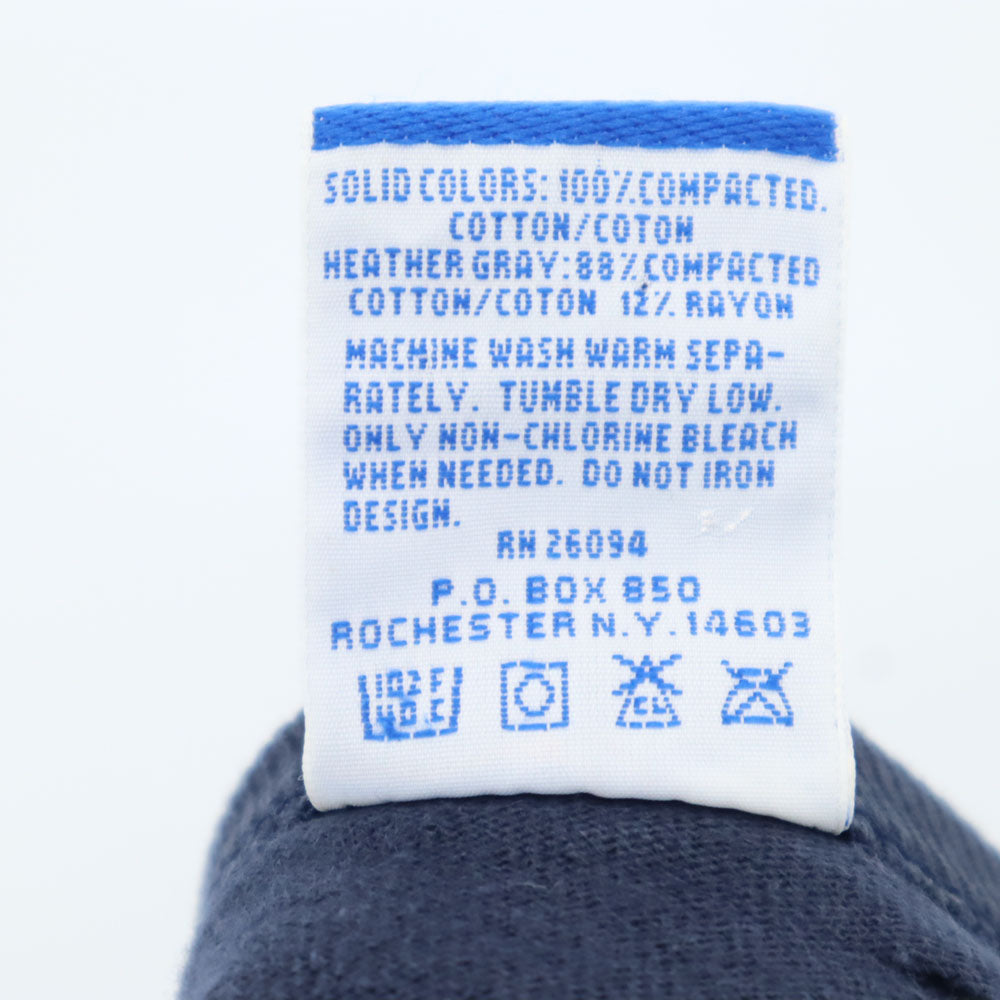 SOLID COLORS: 100% COMPACTED.
COTTON/COTON
HEATHER GRAY: 88% COMPACTED
COTTON/COTON 12% RAYON
MACHINE WASH WARM SEPA-
RATELY. TUMBLE DRY LOW.
ONLY NON-CHLORINE BLEACH
WHEN NEEDED. DO NOT IRON
DESIGN.
RN 26094
P.O. BOX 850
ROCHESTER N.Y. 14603
CL